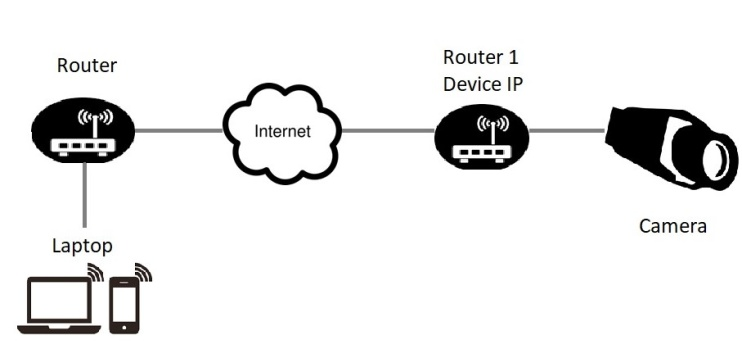 Router
Internet
Router 1
Device IP
Camera
Laptop